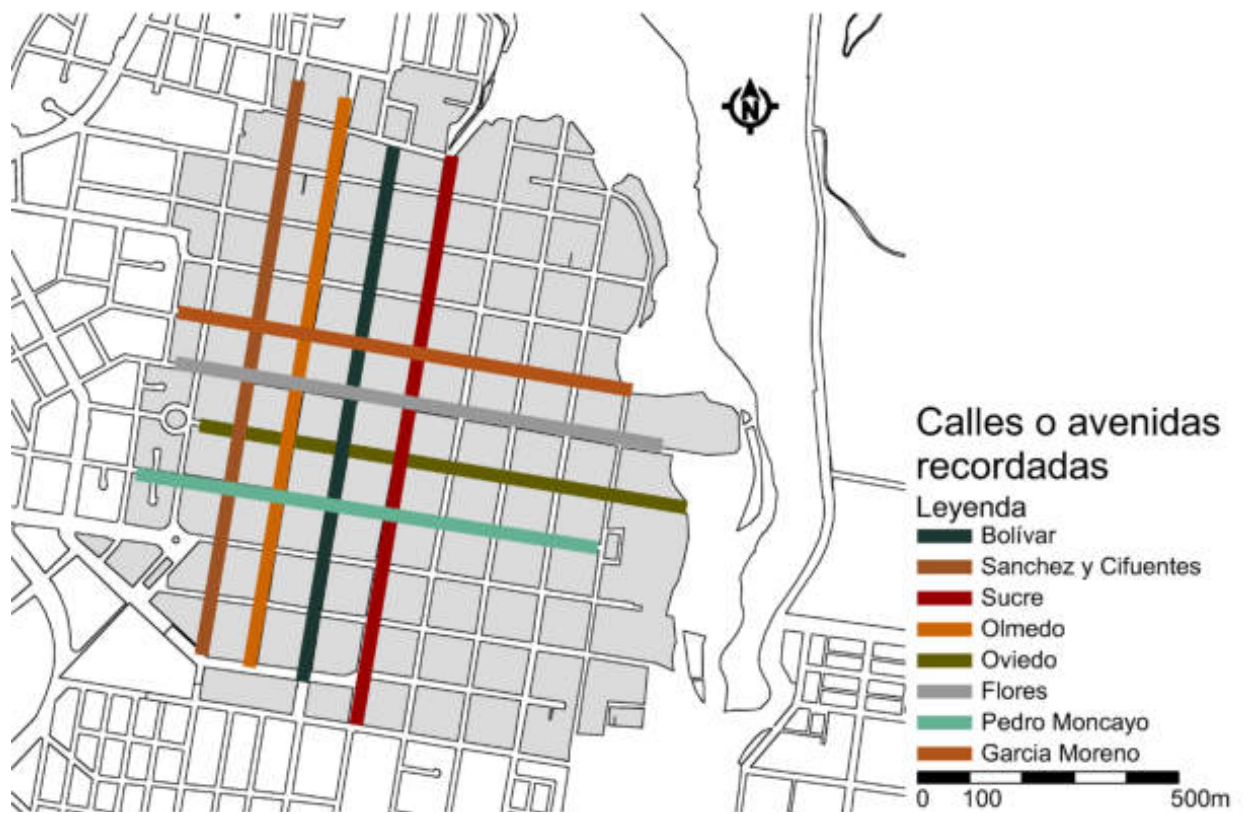 N
Calles o avenidas
recordadas
Leyenda
Bolívar
Sanchez y Cifuentes
Sucre
Olmedo
Oviedo
Flores
Pedro Moncayo
Garcia Moreno
0 100 500m